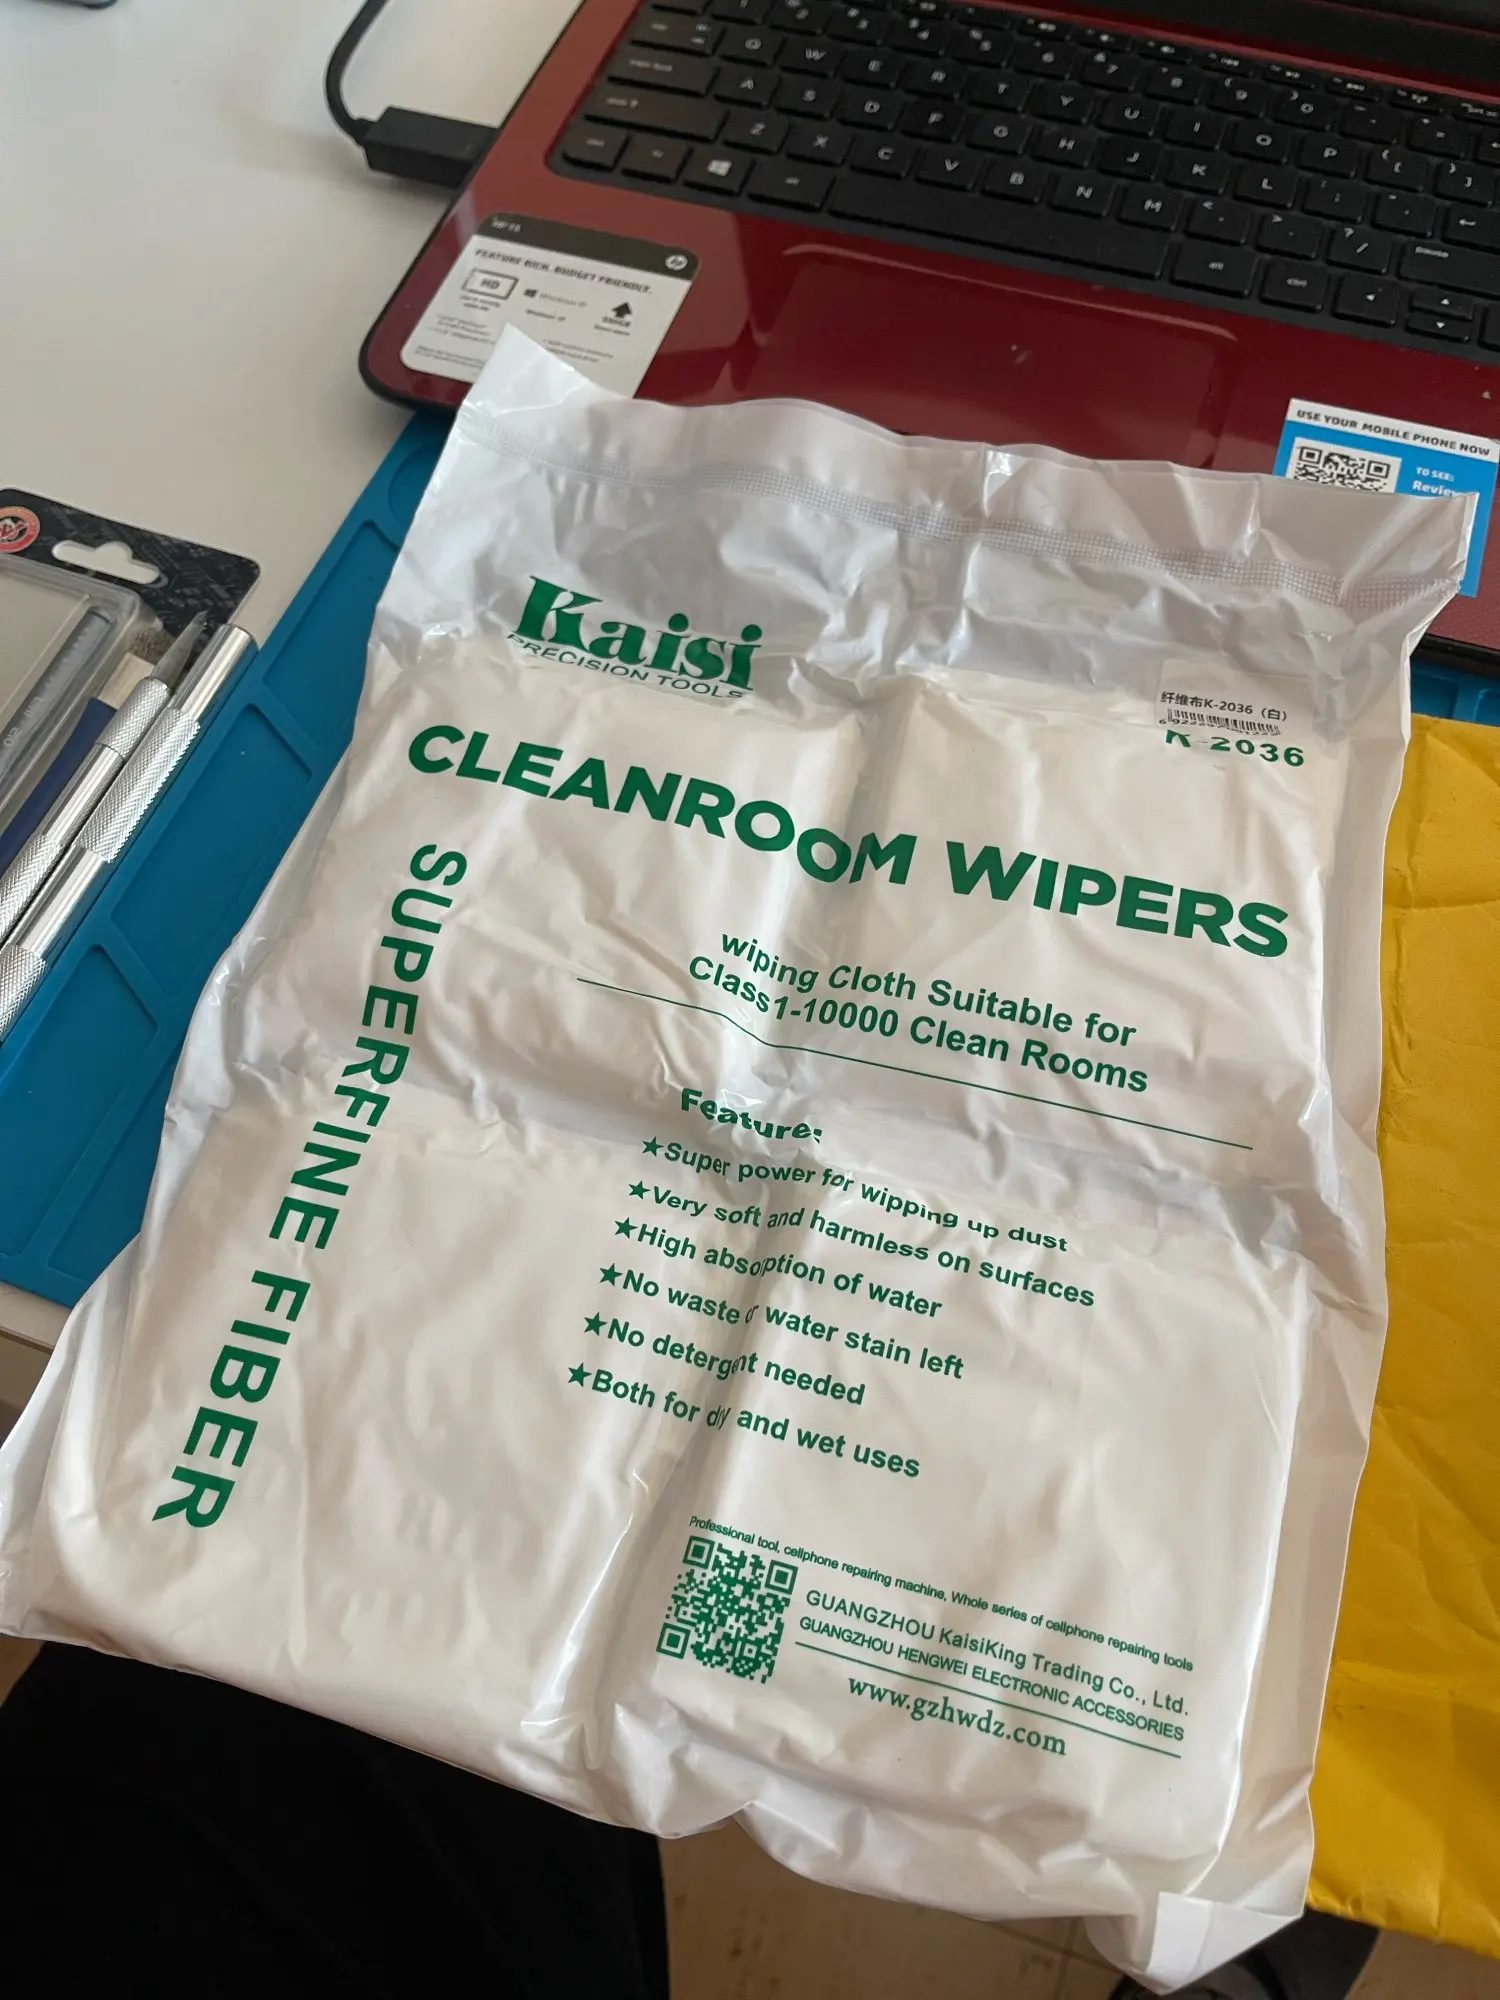 FEATURE RICH. BUDGET FRIENDLY.
HD
USE YOUR MOBILE PHONE NOW
TO SEE:
Kaisi
PRECISION TOOLS
纤维布K-2036（白）
K-2036
CLEANROOM WIPERS
SUPERFINE FIBER
wiping Cloth Suitable for
Class1-10000 Clean Rooms
Feature:
★Super power for wipping up dust
★Very soft and harmless on surfaces
★High absorption of water
★No waste or water stain left
★No detergent needed
★Both for dry and wet uses
Professional tool, cellphone repairing machine, Whole series of cellphone repairing tools
GUANGZHOU KaisiKing Trading Co., Ltd.
GUANGZHOU HENGWEI ELECTRONIC ACCESSORIES
www.gzhwdz.com